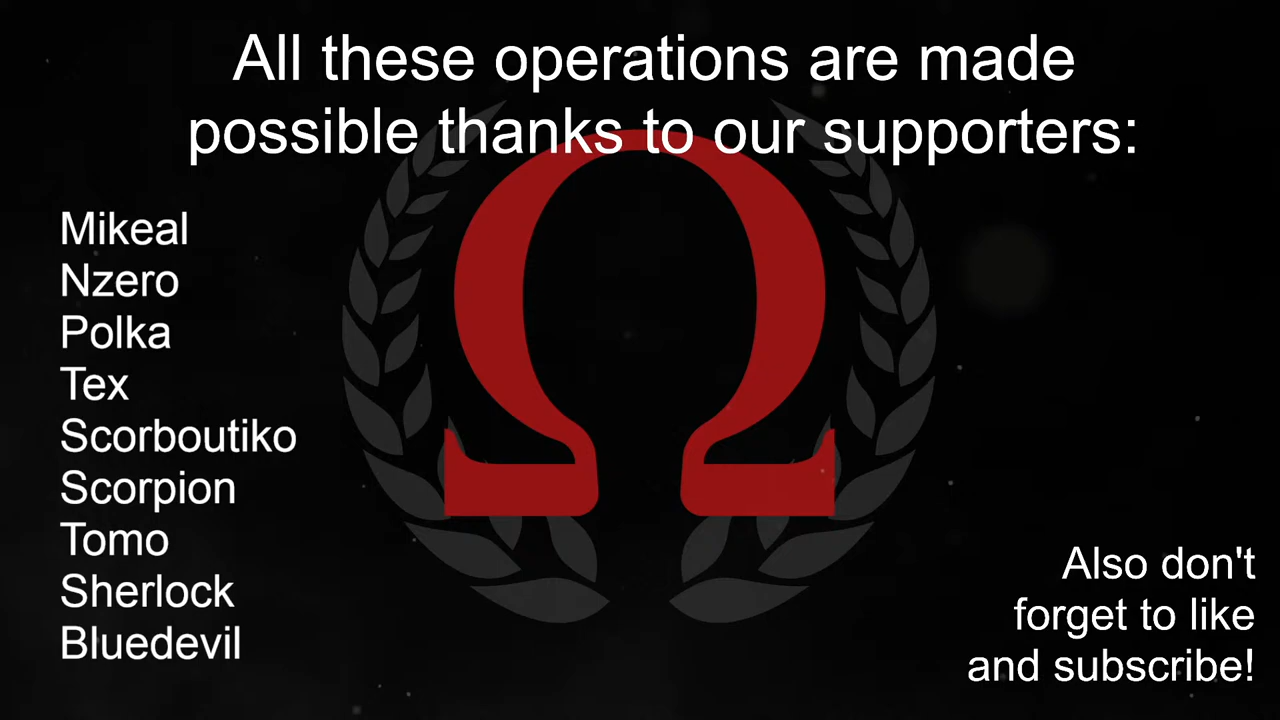 All these operations are made
possible thanks to our supporters:
Mikeal
Nzero
Polka
Tex
Scorboutiko
Scorpion
Tomo
Sherlock
Bluedevil
Ω
Also don't
forget to like
and subscribe!